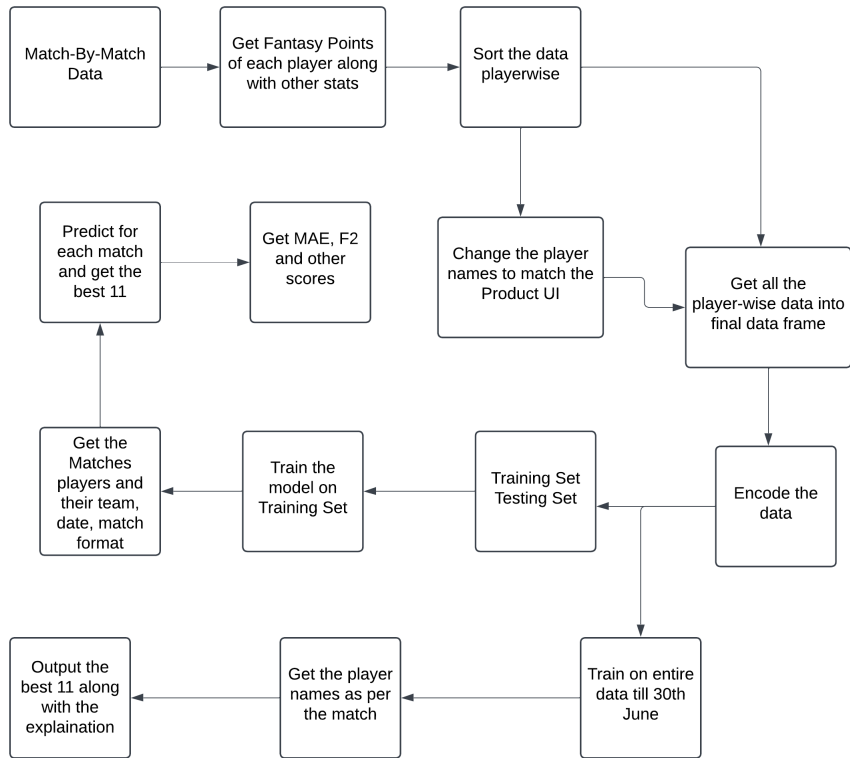 Match-By-Match
Data
Get Fantasy Points
of each player along
with other stats
Sort the data
playerwise
Predict for
each match
and get the
best 11
Get MAE, F2
and other
scores
Change the player
names to match the
Product UI
Get all the
player-wise data into
final data frame
Get the
Matches
players and
their team,
date, match
format
Train the
model on
Training Set
Training Set
Testing Set
Encode the
data
Output the
best 11 along
with the
explaination
Get the player
names as per
the match
Train on entire
data till 30th
June